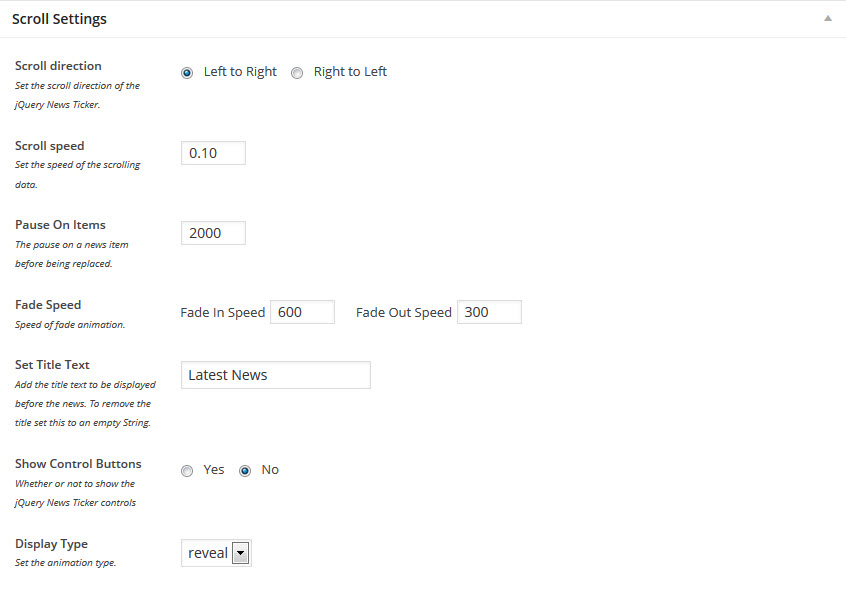 Scroll Settings
Scroll direction
Set the scroll direction of the
jQuery News Ticker.
Left to Right Right to Left
Scroll speed
Set the speed of the scrolling
data.
0.10
Pause On Items
The pause on a news item
before being replaced.
2000
Fade Speed
Speed of fade animation.
Fade In Speed 600 Fade Out Speed 300
Set Title Text
Add the title text to be displayed
before the news. To remove the
title set this to an empty String.
Latest News
Show Control Buttons
Whether or not to show the
jQuery News Ticker controls
Yes No
Display Type
Set the animation type.
reveal